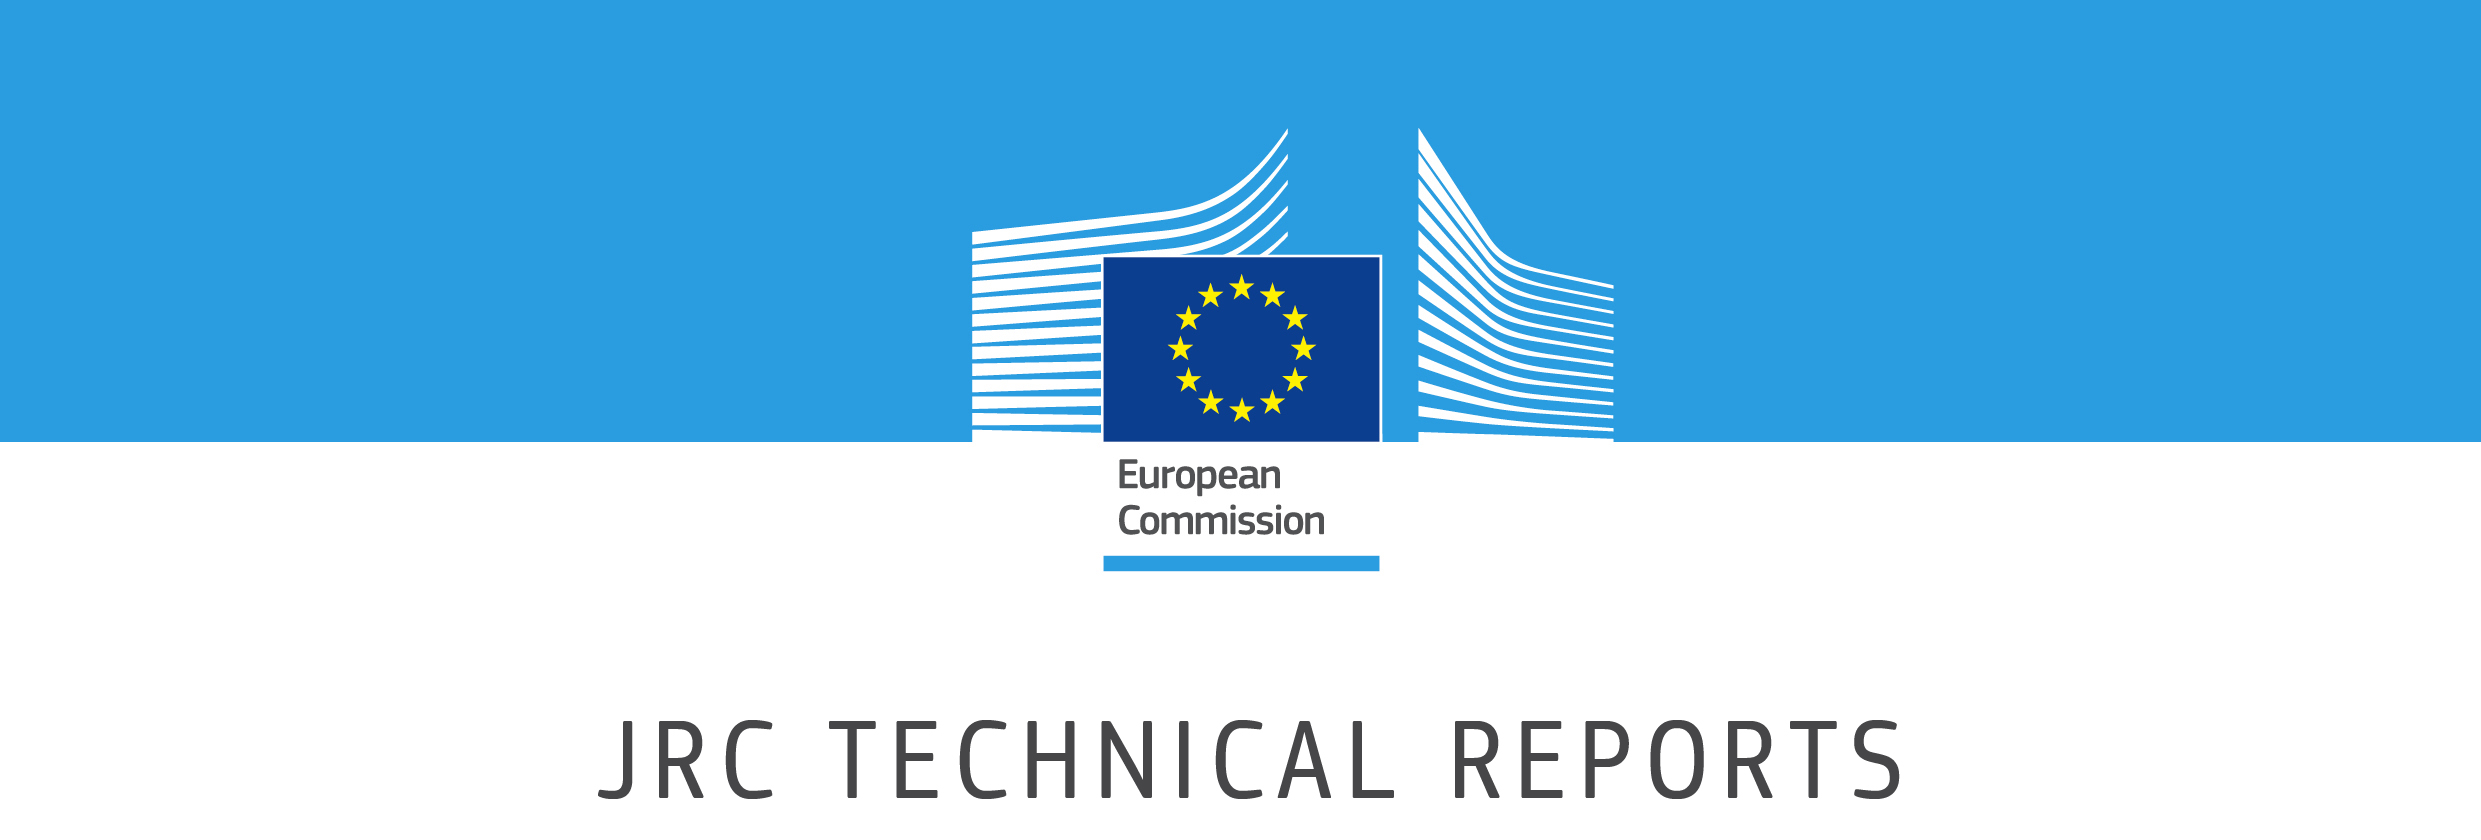 European
Commission
JRC TECHNICAL REPORTS